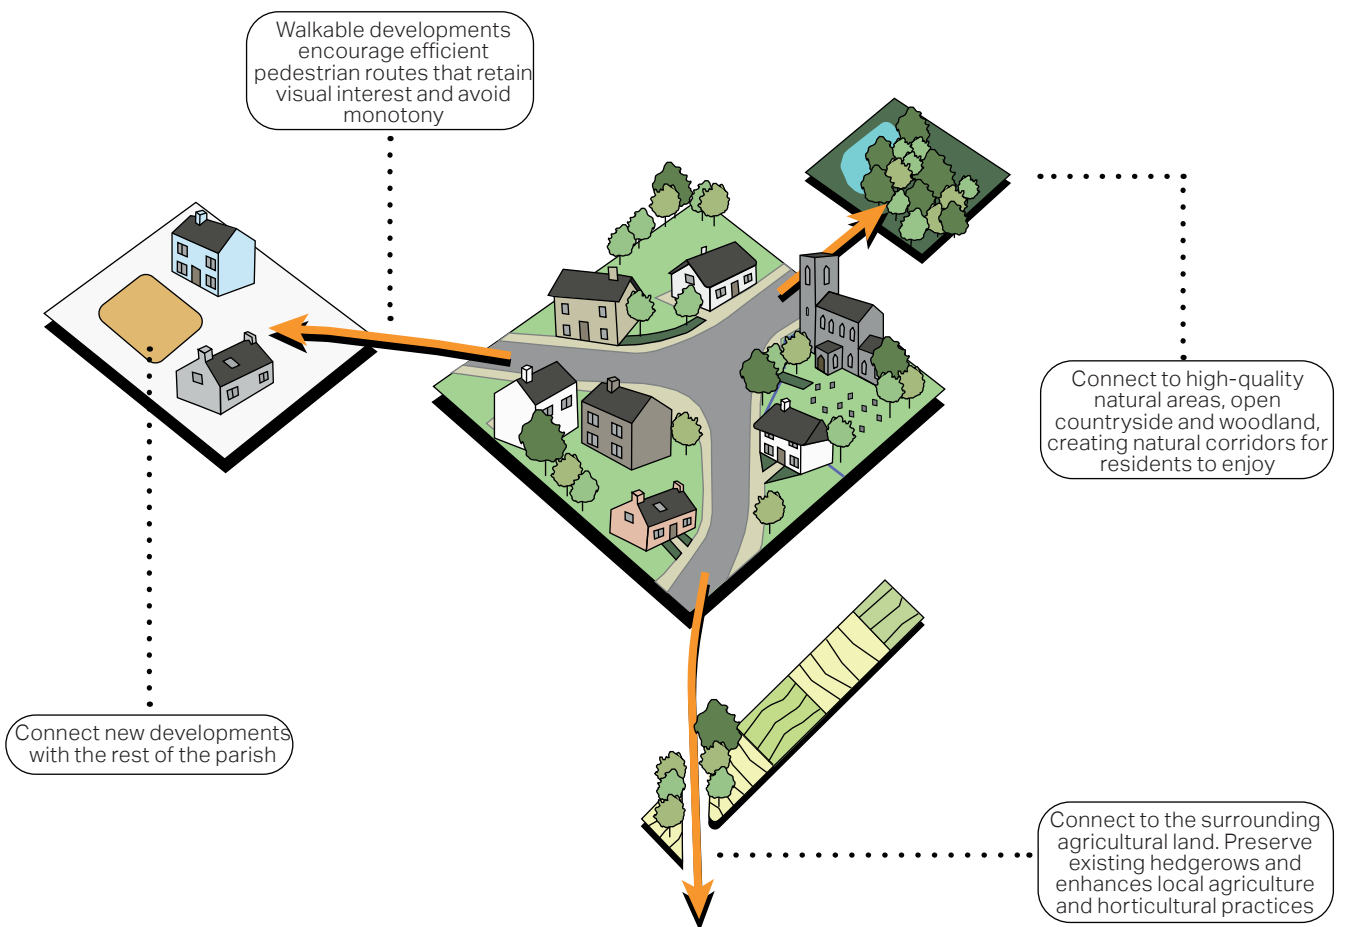 Walkable developments
encourage efficient
pedestrian routes that retain
visual interest and avoid
monotony
Connect to high-quality
natural areas, open
countryside and woodland,
creating natural corridors for
residents to enjoy
Connect new developments
with the rest of the parish
Connect to the surrounding
agricultural land. Preserve
existing hedgerows and
enhances local agriculture
and horticultural practices